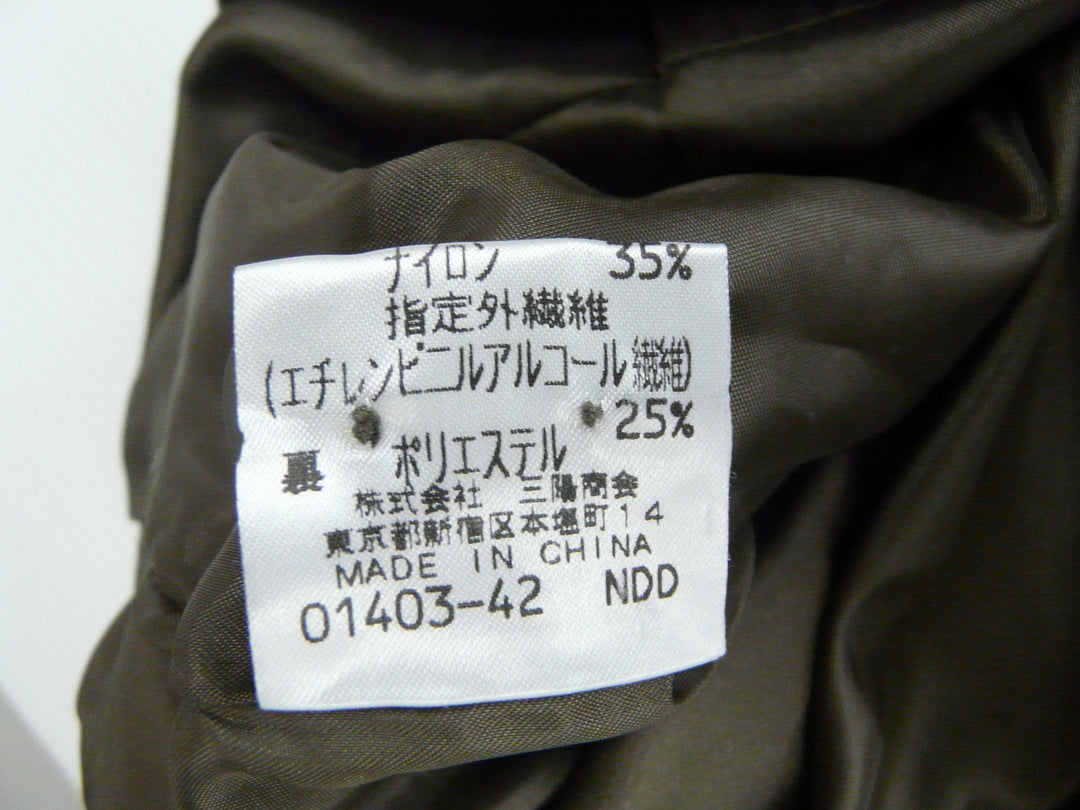 ナイロン 35%
指定外繊維
(エチレンビニルアルコール繊維)
25%
裏 ポリエステル
株式会社 三陽商会
東京都新宿区本塩町14
MADE IN CHINA
01403-42 NDD